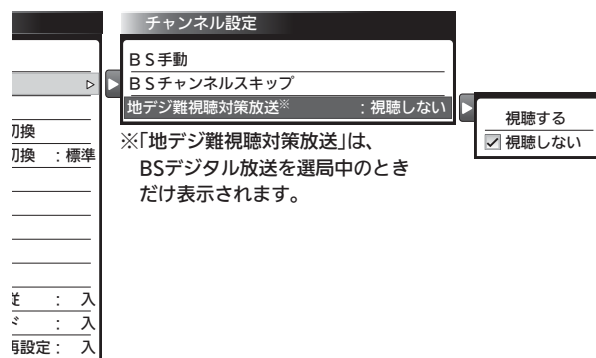 チャンネル設定
BS手動
BSチャンネルスキップ
地デジ難視聴対策放送※ :視聴しない
視聴する
視聴しない
※「地デジ難視聴対策放送」は、
BSデジタル放送を選局中のとき
だけ表示されます。
切換
切換 :標準
: 入
ド : 入
再設定: 入